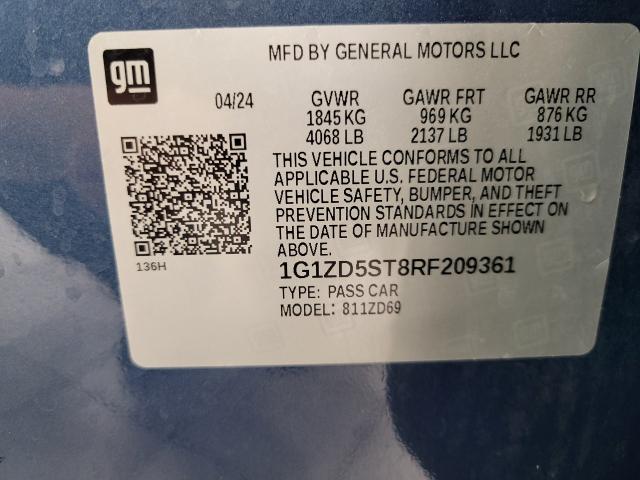 gm
MFD BY GENERAL MOTORS LLC
04/24 GVWR GAWR FRT GAWR RR
1845 KG 969 KG 876 KG
4068 LB 2137 LB 1931 LB
THIS VEHICLE CONFORMS TO ALL
APPLICABLE U.S. FEDERAL MOTOR
VEHICLE SAFETY, BUMPER, AND THEFT
PREVENTION STANDARDS IN EFFECT ON
THE DATE OF MANUFACTURE SHOWN
ABOVE.
136H
1G1ZD5ST8RF209361
TYPE: PASS CAR
MODEL: 811ZD69